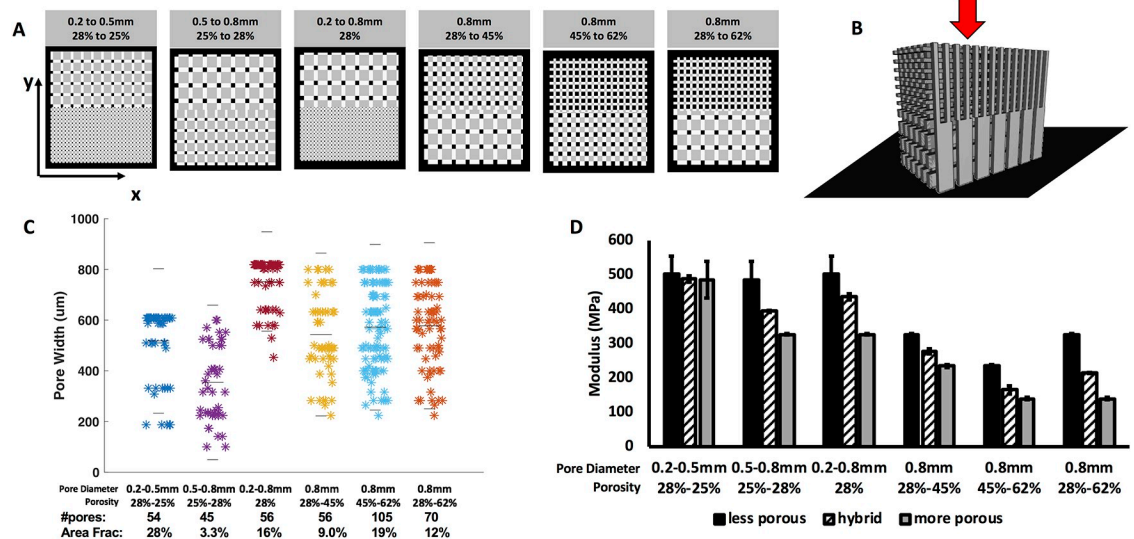 A
0.2 to 0.5mm
28% to 25%
0.5 to 0.8mm
25% to 28%
0.2 to 0.8mm
28%
0.8mm
28% to 45%
0.8mm
45% to 62%
0.8mm
28% to 62%
y
x
B
C
Pore Width (um)
1000
800
600
400
200
0
Pore Diameter 0.2-0.5mm 0.5-0.8mm 0.2-0.8mm 0.8mm 0.8mm 0.8mm
Porosity 28%-25% 25%-28% 28% 28%-45% 45%-62% 28%-62%
#pores: 54 45 56 56 105 70
Area Frac: 28% 3.3% 16% 9.0% 19% 12%
D
Modulus (MPa)
600
500
400
300
200
100
0
Pore Diameter 0.2-0.5mm 0.5-0.8mm 0.2-0.8mm 0.8mm 0.8mm 0.8mm
Porosity 28%-25% 25%-28% 28% 28%-45% 45%-62% 28%-62%
less porous hybrid more porous